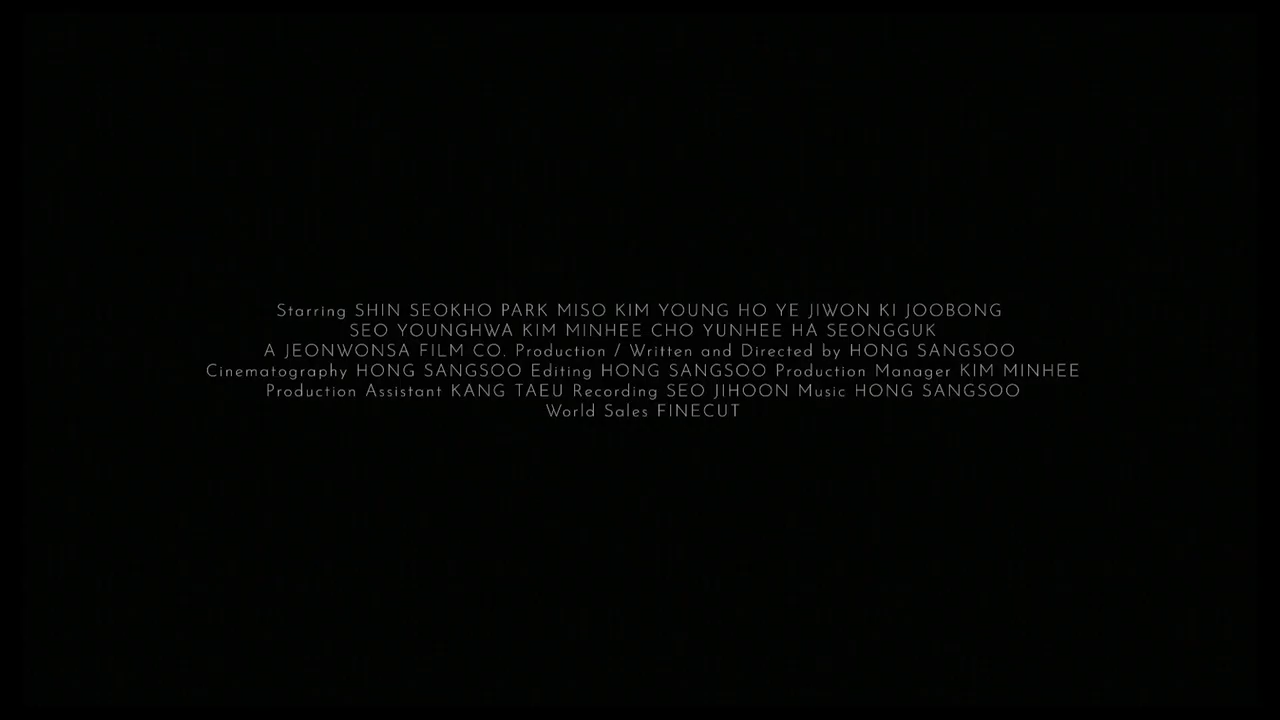 Starring SHIN SEOKHO PARK MISO KIM YOUNG HO YE JIWON KI JOOBONG
SEO YOUNGHWA KIM MINHEE CHO YUNHEE HA SEONGGUK
A JEONWONSA FILM CO. Production / Written and Directed by HONG SANGSOO
Cinematography HONG SANGSOO Editing HONG SANGSOO Production Manager KIM MINHEE
Production Assistant KANG TAEU Recording SEO JIHOON Music HONG SANGSOO
World Sales FINECUT